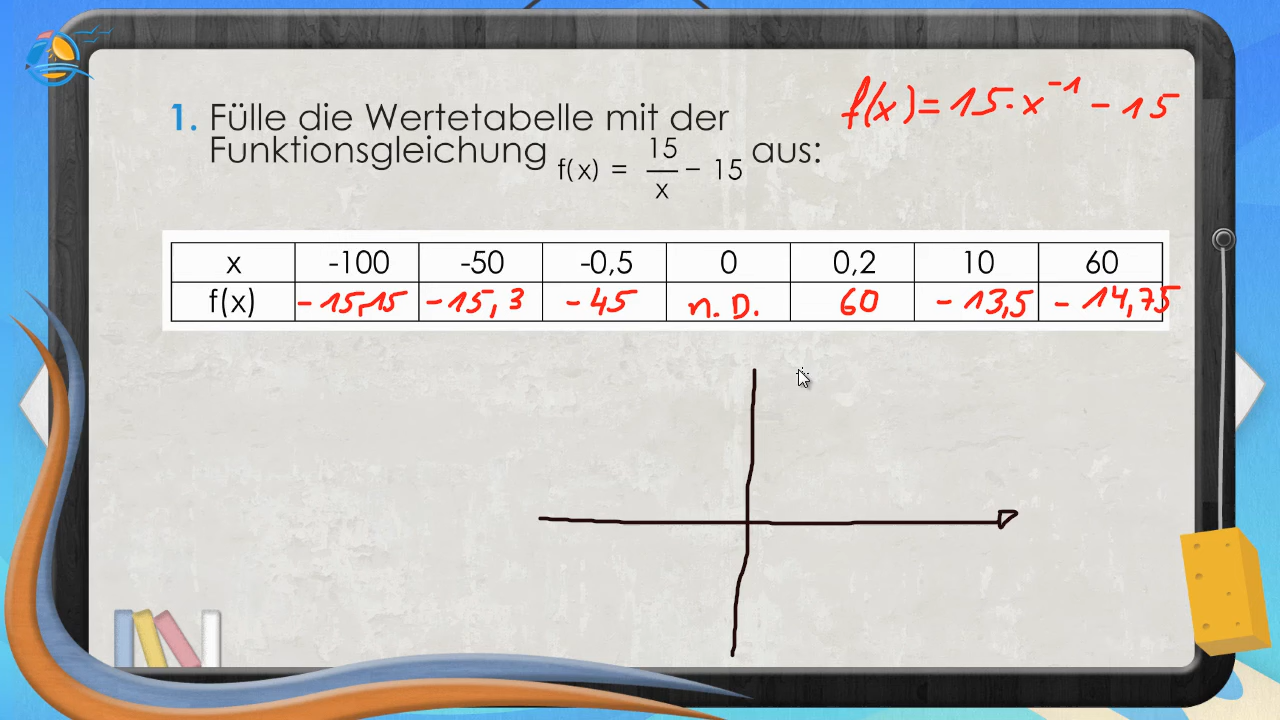 1. Fülle die Wertetabelle mit der
Funktionsgleichung f(x) = 15/x − 15 aus:
f(x) = 15 · x^-1 − 15
x -100 -50 -0,5 0 0,2 10 60
f(x) -15,15 -15,3 -45 n.D. 60 -13,5 -14,75